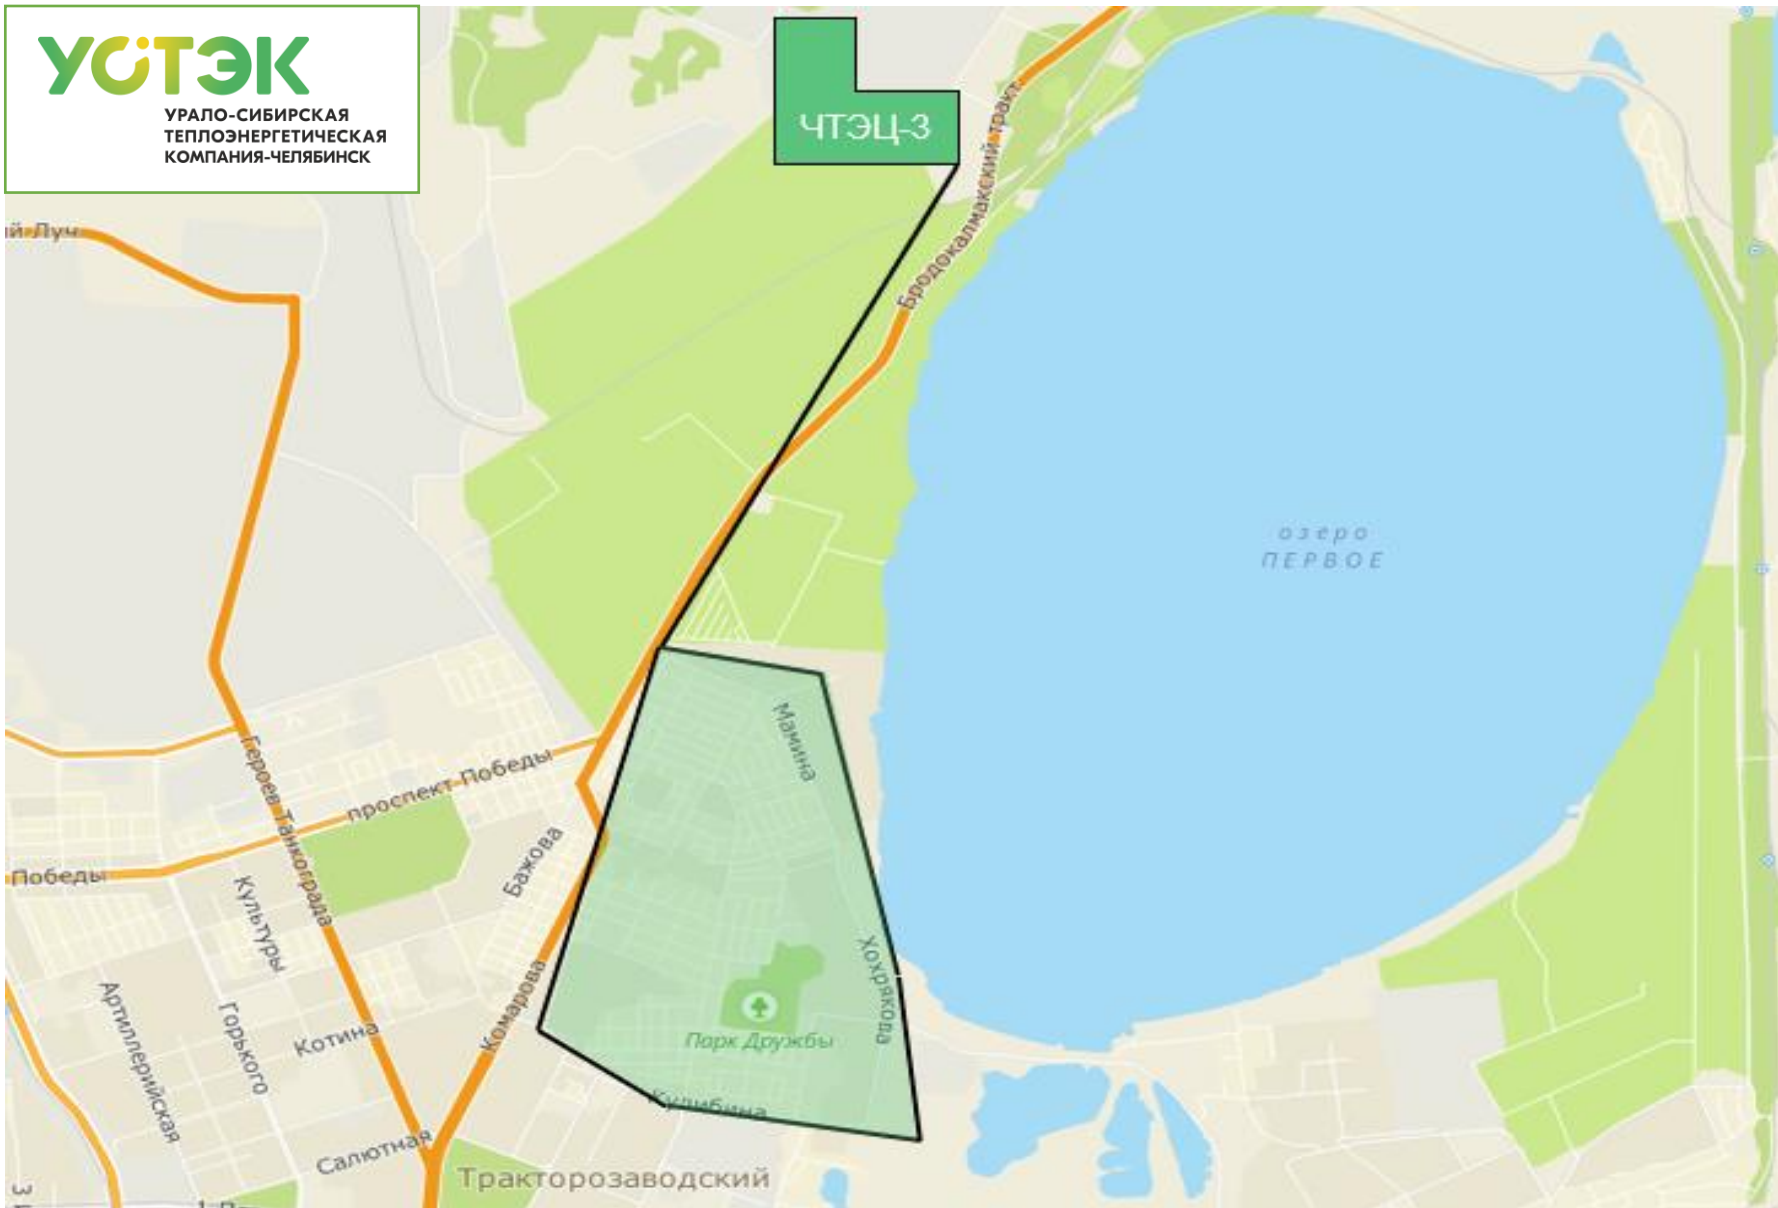 УСТЭК
УРАЛО-СИБИРСКАЯ
ТЕПЛОЭНЕРГЕТИЧЕСКАЯ
КОМПАНИЯ-ЧЕЛЯБИНСК
ЧТЭЦ-3
Бродокалмакский тракт
й Луч
озеро
ПЕРВОЕ
Мамина
Героев Танкограда
проспект Победы
Бажова
Победы
Культуры
Хохрякова
Комарова
Артиллерийская
Горького
Котина
Парк Дружбы
Кулибина
Салютная
Тракторозаводский